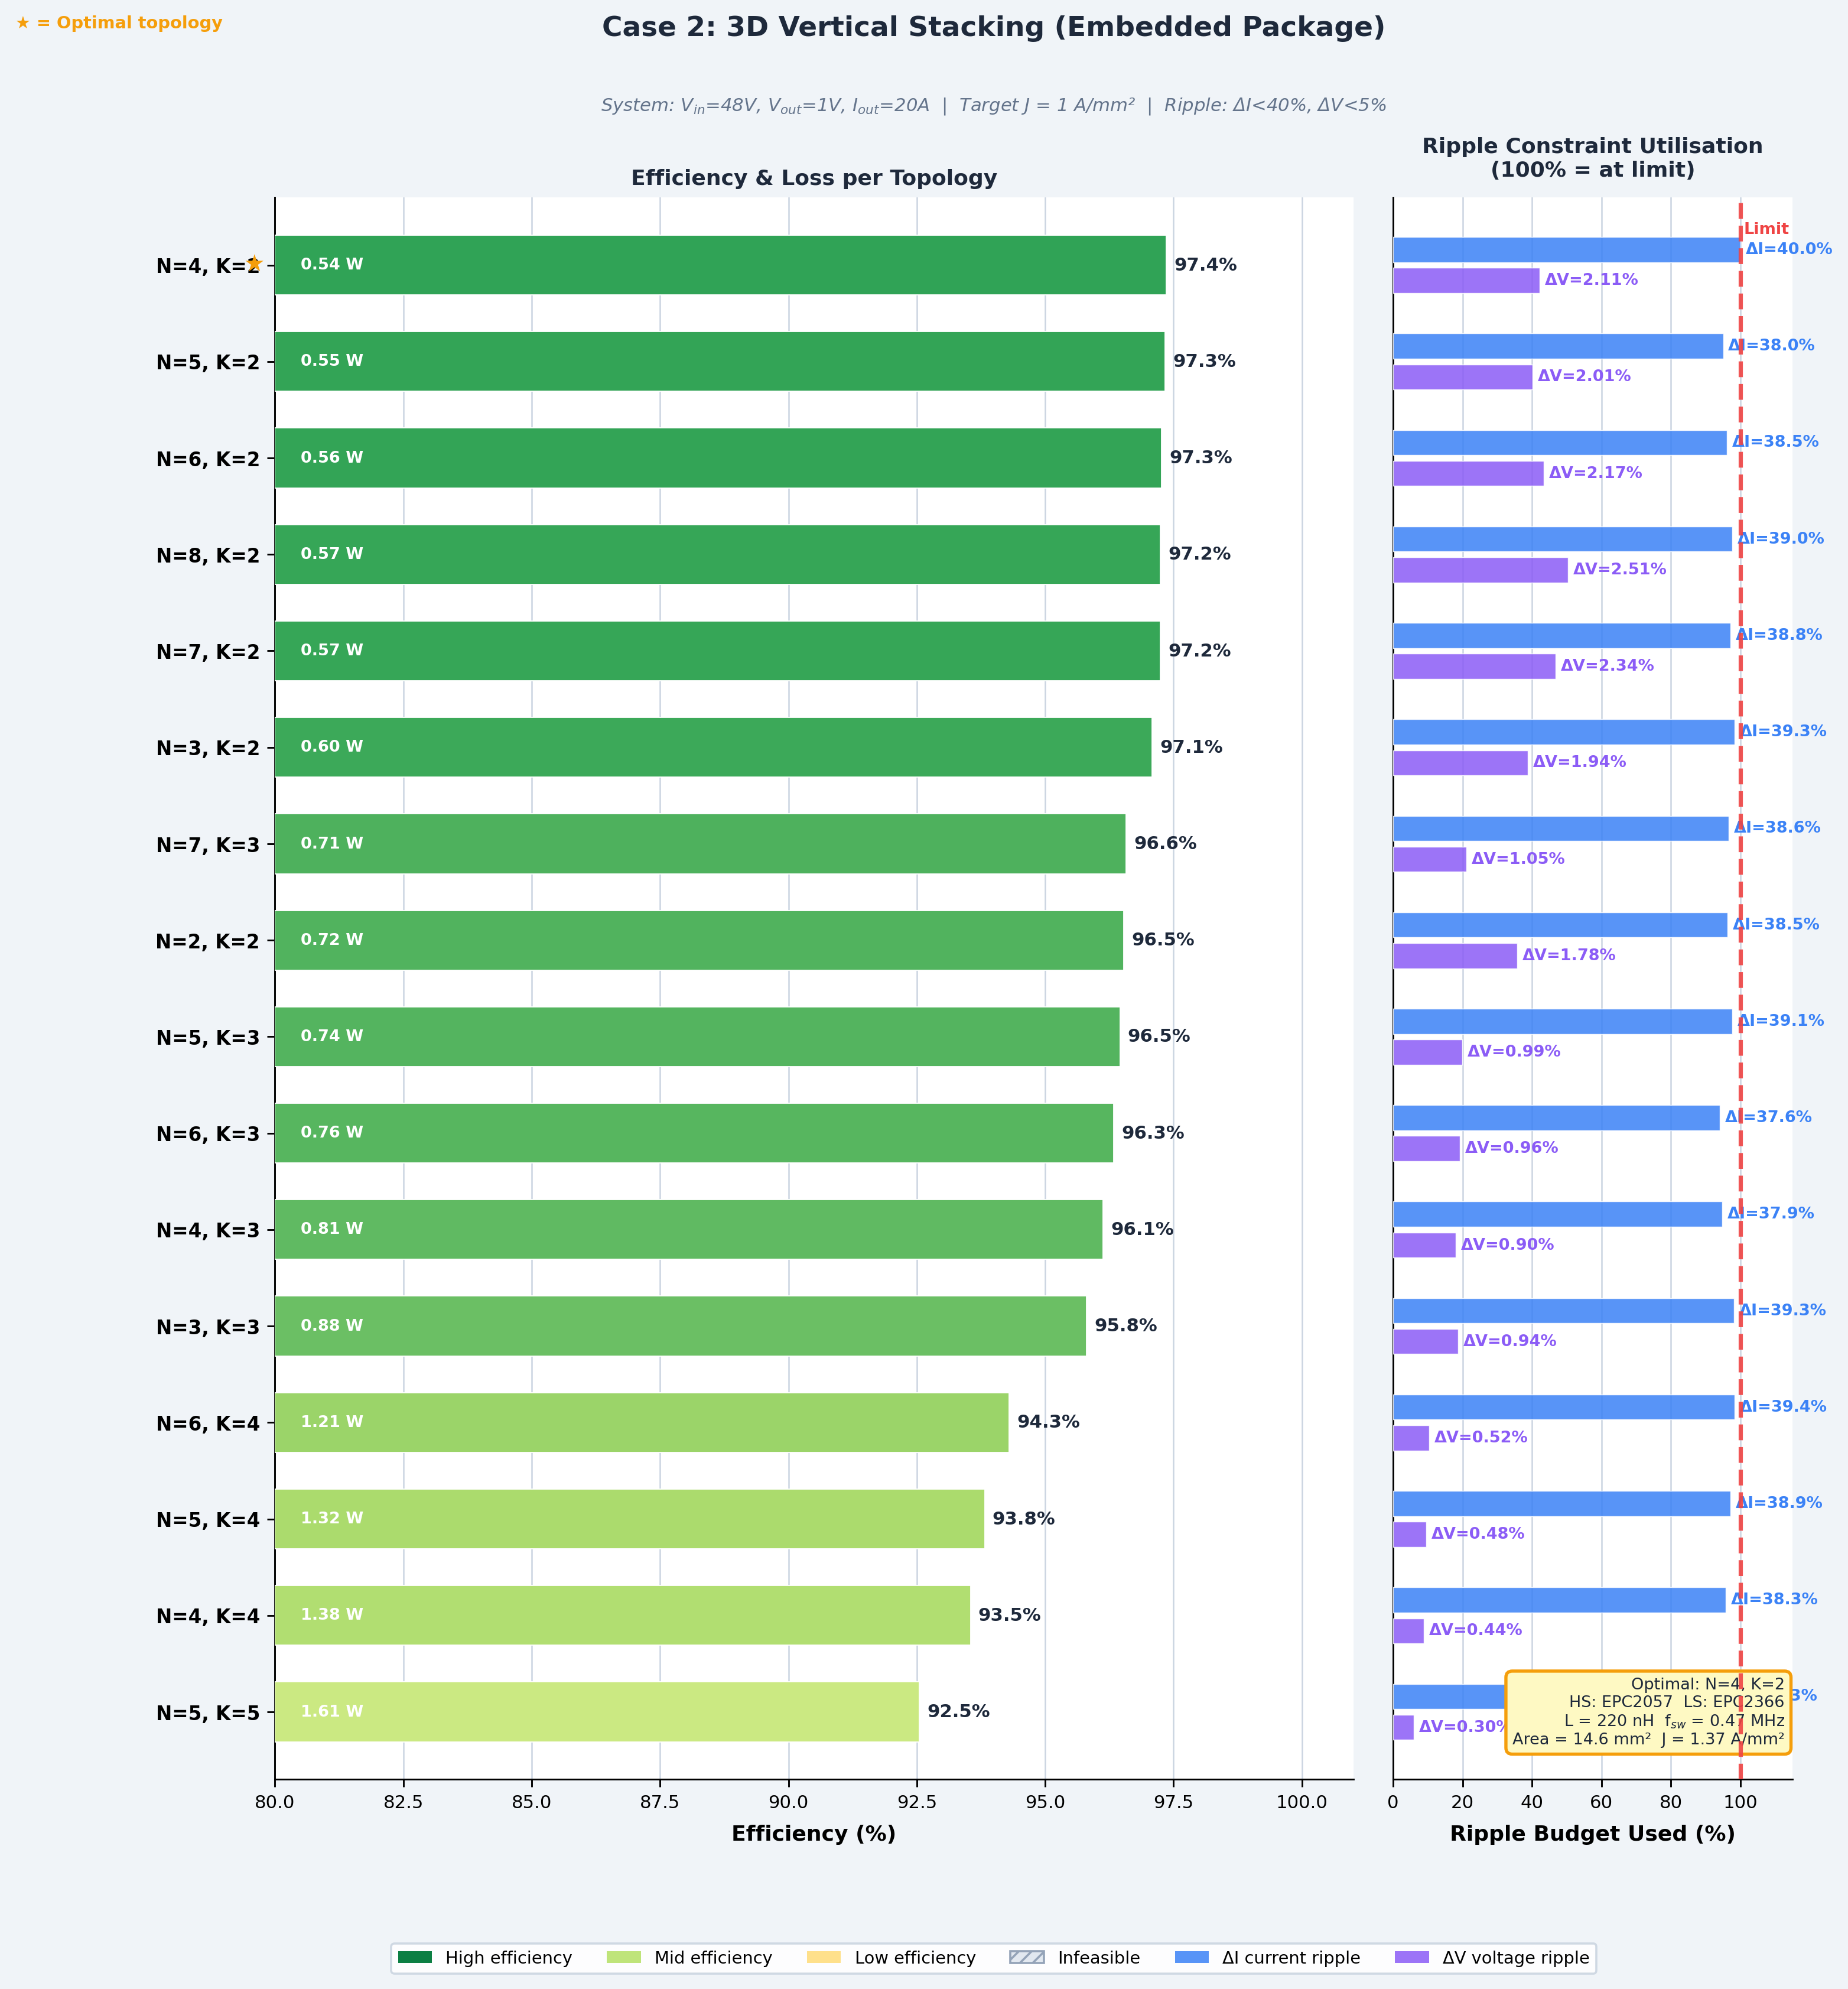 ★ = Optimal topology
Case 2: 3D Vertical Stacking (Embedded Package)
System: Vin=48V, Vout=1V, Iout=20A | Target J = 1 A/mm² | Ripple: ΔI<40%, ΔV<5%
Efficiency & Loss per Topology
Ripple Constraint Utilisation
(100% = at limit)
Limit
N=4, K=2 ★ 0.54 W 97.4% ΔI=40.0%
ΔV=2.11%
N=5, K=2 0.55 W 97.3% ΔI=38.0%
ΔV=2.01%
N=6, K=2 0.56 W 97.3% ΔI=38.5%
ΔV=2.17%
N=8, K=2 0.57 W 97.2% ΔI=39.0%
ΔV=2.51%
N=7, K=2 0.57 W 97.2% ΔI=38.8%
ΔV=2.34%
N=3, K=2 0.60 W 97.1% ΔI=39.3%
ΔV=1.94%
N=7, K=3 0.71 W 96.6% ΔI=38.6%
ΔV=1.05%
N=2, K=2 0.72 W 96.5% ΔI=38.5%
ΔV=1.78%
N=5, K=3 0.74 W 96.5% ΔI=39.1%
ΔV=0.99%
N=6, K=3 0.76 W 96.3% ΔI=37.6%
ΔV=0.96%
N=4, K=3 0.81 W 96.1% ΔI=37.9%
ΔV=0.90%
N=3, K=3 0.88 W 95.8% ΔI=39.3%
ΔV=0.94%
N=6, K=4 1.21 W 94.3% ΔI=39.4%
ΔV=0.52%
N=5, K=4 1.32 W 93.8% ΔI=38.9%
ΔV=0.48%
N=4, K=4 1.38 W 93.5% ΔI=38.3%
ΔV=0.44%
N=5, K=5 1.61 W 92.5%
ΔV=0.30%
Optimal: N=4, K=2
HS: EPC2057 LS: EPC2366
L = 220 nH fsw = 0.47 MHz
Area = 14.6 mm² J = 1.37 A/mm²
80.0 82.5 85.0 87.5 90.0 92.5 95.0 97.5 100.0
0 20 40 60 80 100
Efficiency (%)
Ripple Budget Used (%)
High efficiency Mid efficiency Low efficiency Infeasible ΔI current ripple ΔV voltage ripple